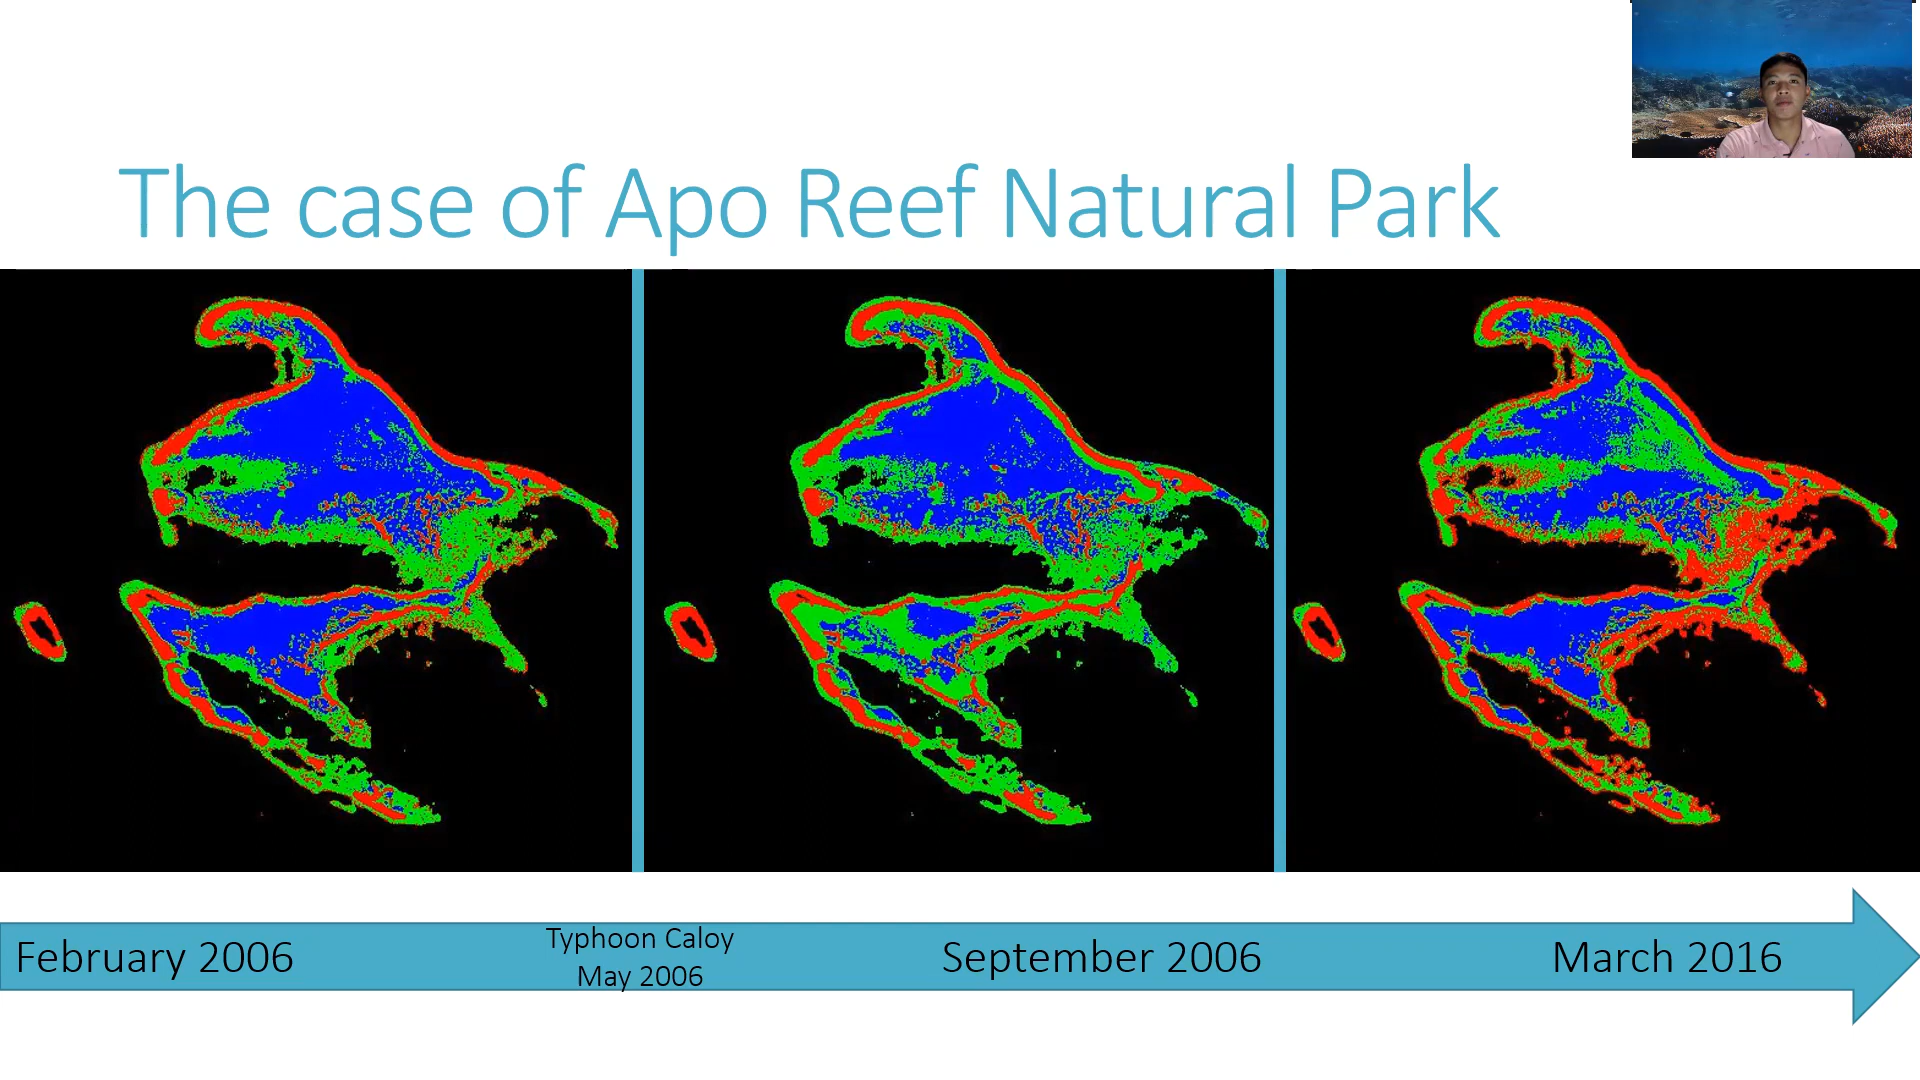 The case of Apo Reef Natural Park
February 2006
Typhoon Caloy
May 2006
September 2006
March 2016